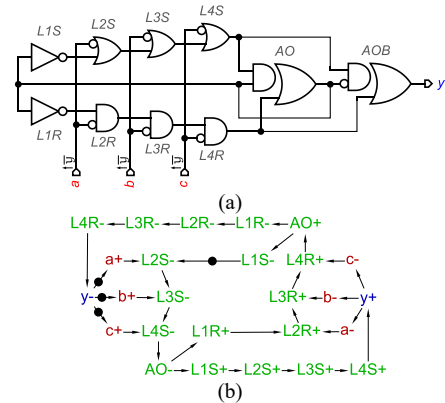 L1S L2S L3S L4S AO AOB
y
L1R L2R L3R L4R
y a y b y c
(a)
L4R- L3R- L2R- L1R- AO+
a+ L2S- L1S- L4R+ c-
y- b+ L3S- L3R+ b- y+
c+ L4S- L1R+ L2R+ a-
AO- L1S+ L2S+ L3S+ L4S+
(b)